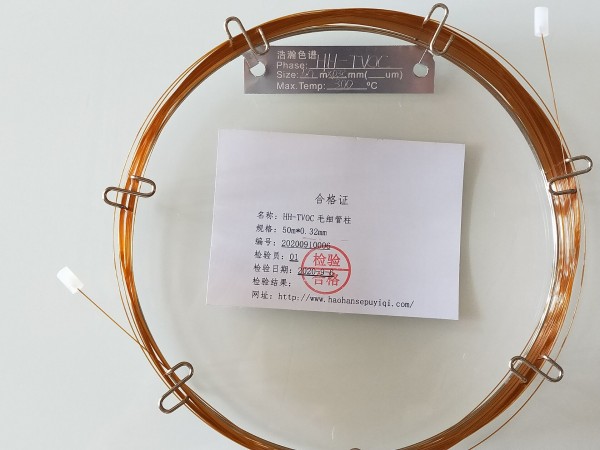 浩瀚色谱
Phase: HH-TVOC
Size: m mm( um)
Max.Temp: 300 ºC
合格证
名称: HH-TVOC 毛细管柱
规格: 50m*0.32mm
编号: 20200910006
检验员: 01
检验日期:
检验结果:
检验
合格
网址: http://www.haohansepuyiqi.com/